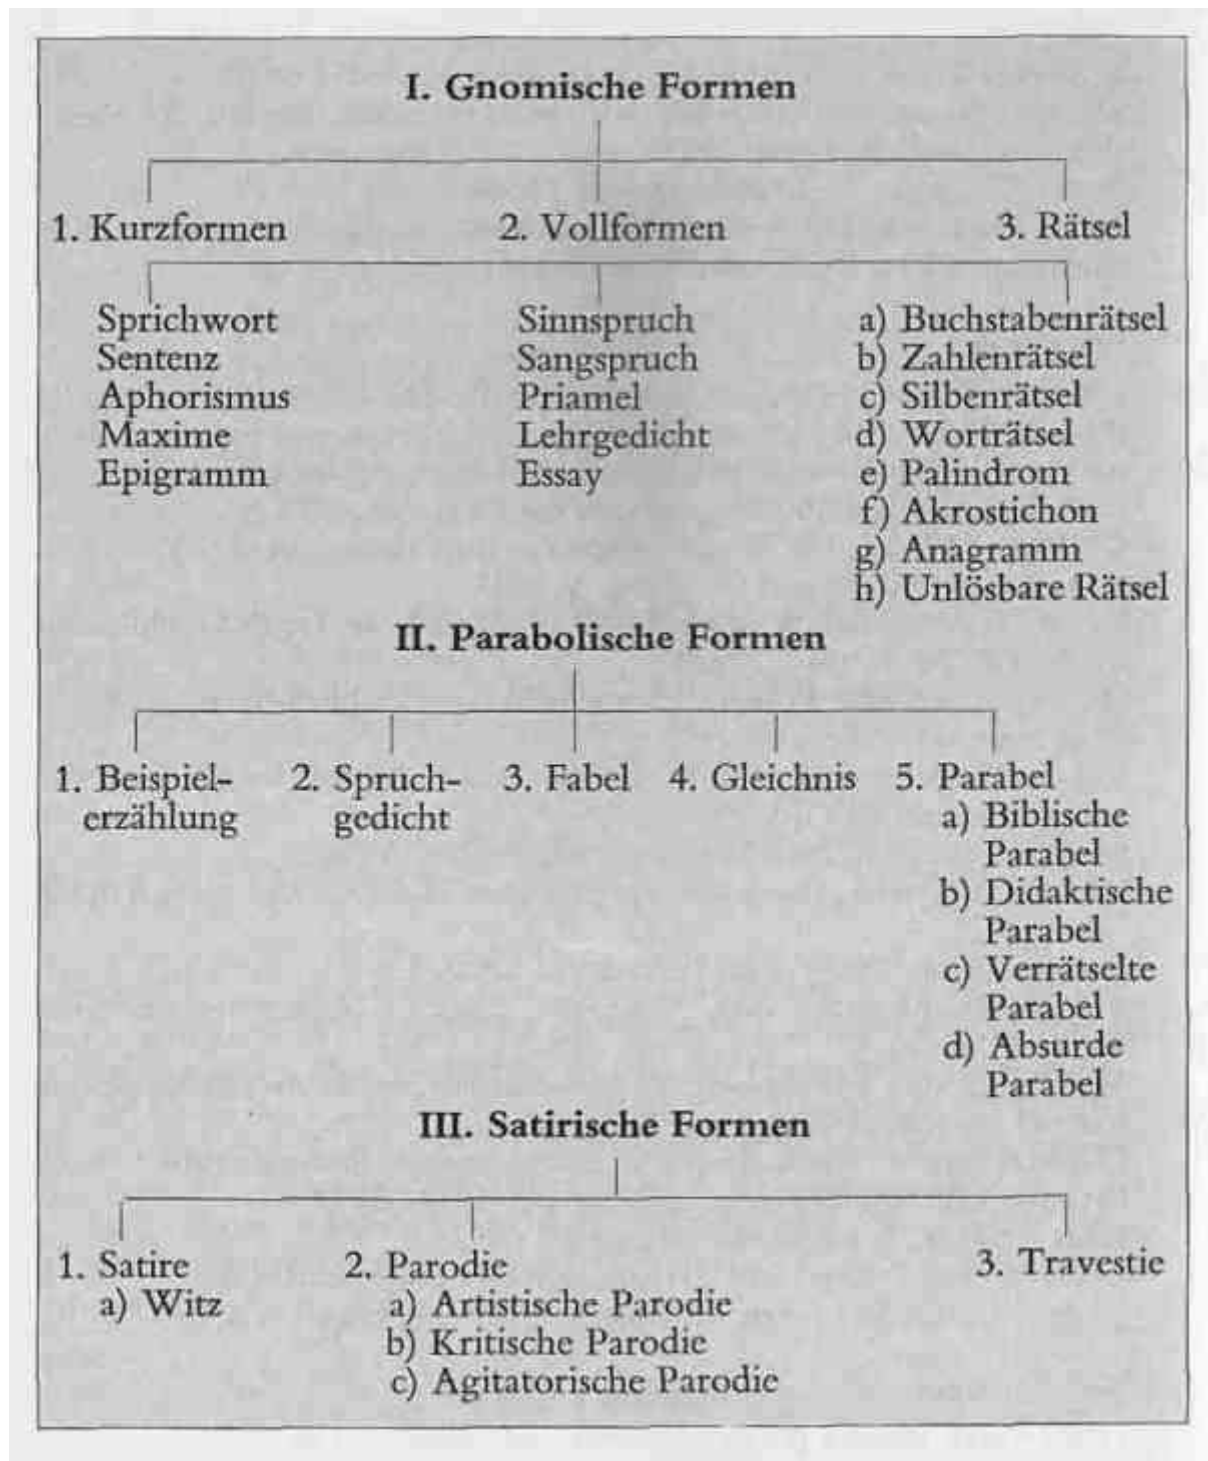 I. Gnomische Formen
1. Kurzformen 2. Vollformen 3. Rätsel
Sprichwort Sinnspruch a) Buchstabenrätsel
Sentenz Sangspruch b) Zahlenrätsel
Aphorismus Priamel c) Silbenrätsel
Maxime Lehrgedicht d) Worträtsel
Epigramm Essay e) Palindrom
f) Akrostichon
g) Anagramm
h) Unlösbare Rätsel
II. Parabolische Formen
1. Beispiel- 2. Spruch- 3. Fabel 4. Gleichnis 5. Parabel
erzählung gedicht a) Biblische
Parabel
b) Didaktische
Parabel
c) Verrätselte
Parabel
d) Absurde
Parabel
III. Satirische Formen
1. Satire 2. Parodie 3. Travestie
a) Witz a) Artistische Parodie
b) Kritische Parodie
c) Agitatorische Parodie